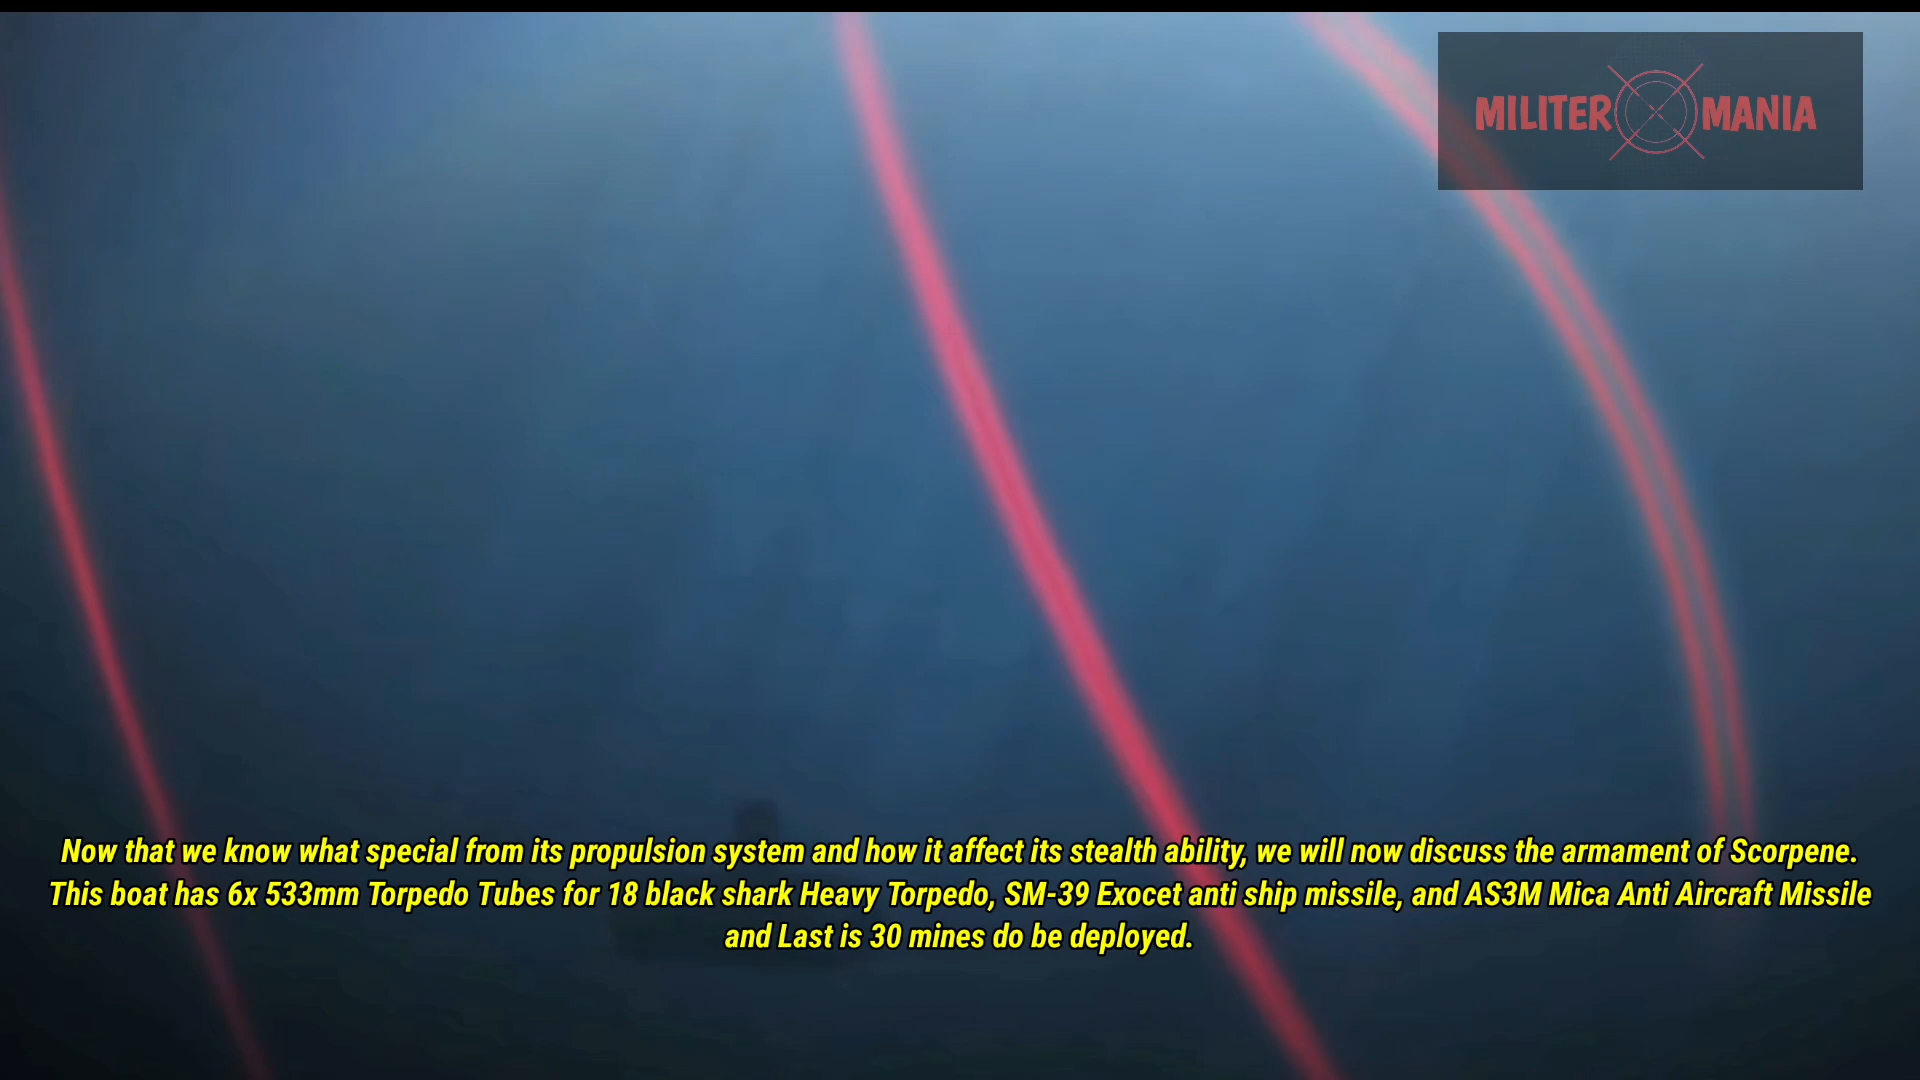 MILITER MANIA
Now that we know what special from its propulsion system and how it affect its stealth ability, we will now discuss the armament of Scorpene.
This boat has 6x 533mm Torpedo Tubes for 18 black shark Heavy Torpedo, SM-39 Exocet anti ship missile, and AS3M Mica Anti Aircraft Missile
and Last is 30 mines do be deployed.